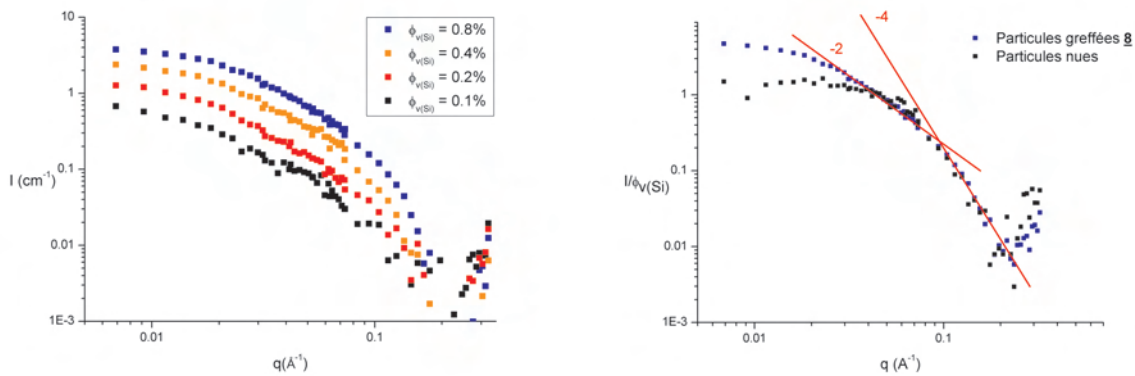 10
1
0.1
0.01
1E-3
I (cm⁻¹)
0.01
0.1
q(Å⁻¹)
ϕv(Si) = 0.8%
ϕv(Si) = 0.4%
ϕv(Si) = 0.2%
ϕv(Si) = 0.1%
1
0.1
0.01
1E-3
I/ϕv(Si)
0.01
0.1
q (A⁻¹)
-4
-2
Particules greffées 8
Particules nues